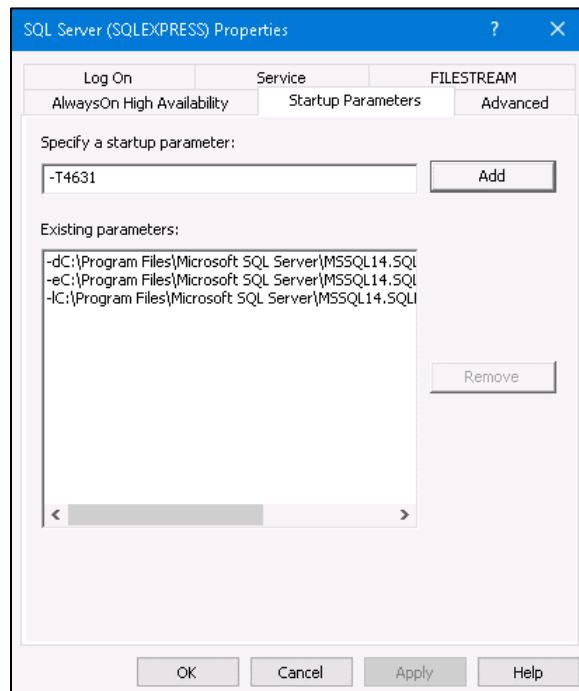 SQL Server (SQLEXPRESS) Properties
? ×
Log On Service FILESTREAM
AlwaysOn High Availability Startup Parameters Advanced
Specify a startup parameter:
-T4631 Add
Existing parameters:
-dC:\Program Files\Microsoft SQL Server\MSSQL14.SQL
-eC:\Program Files\Microsoft SQL Server\MSSQL14.SQL
-lC:\Program Files\Microsoft SQL Server\MSSQL14.SQL
Remove
OK Cancel Apply Help